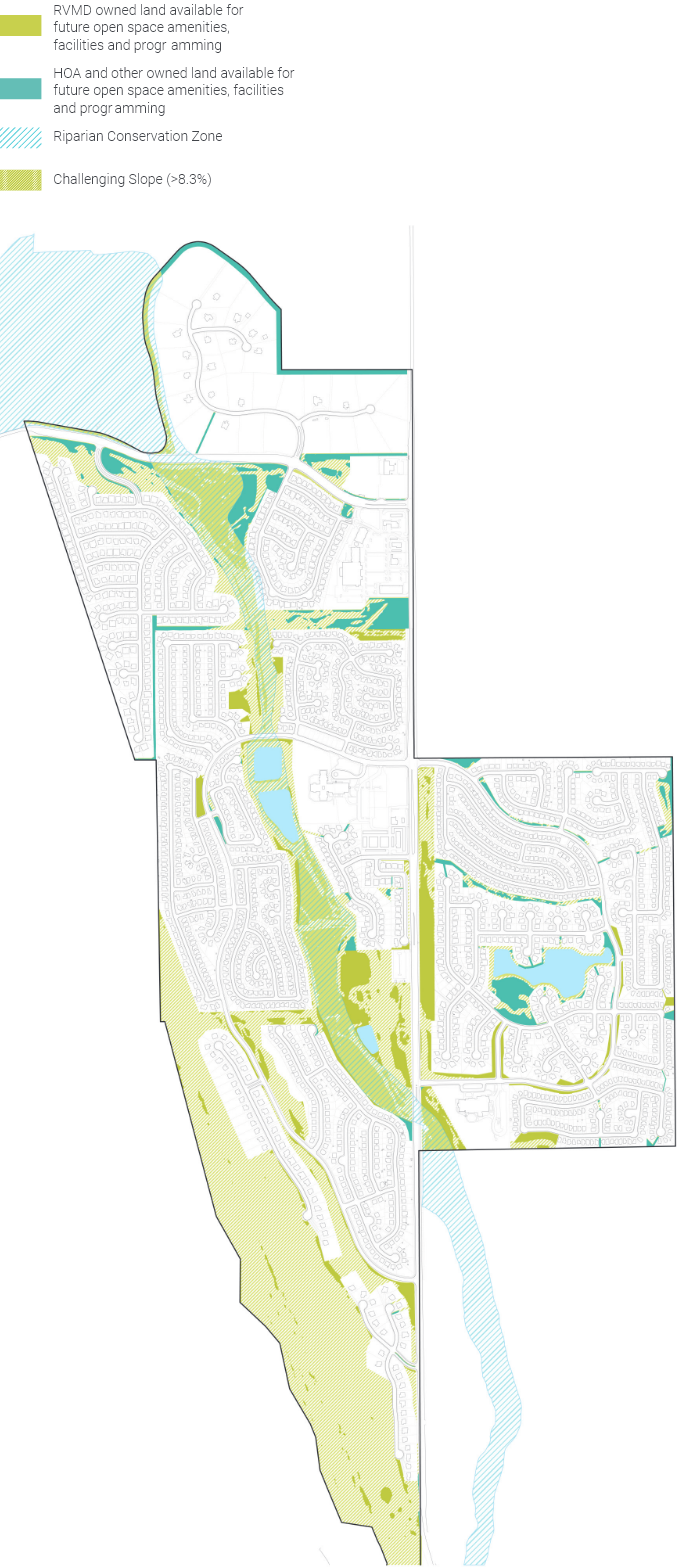 RVMD owned land available for
future open space amenities,
facilities and progr amming
HOA and other owned land available for
future open space amenities, facilities
and progr amming
Riparian Conservation Zone
Challenging Slope (>8.3%)